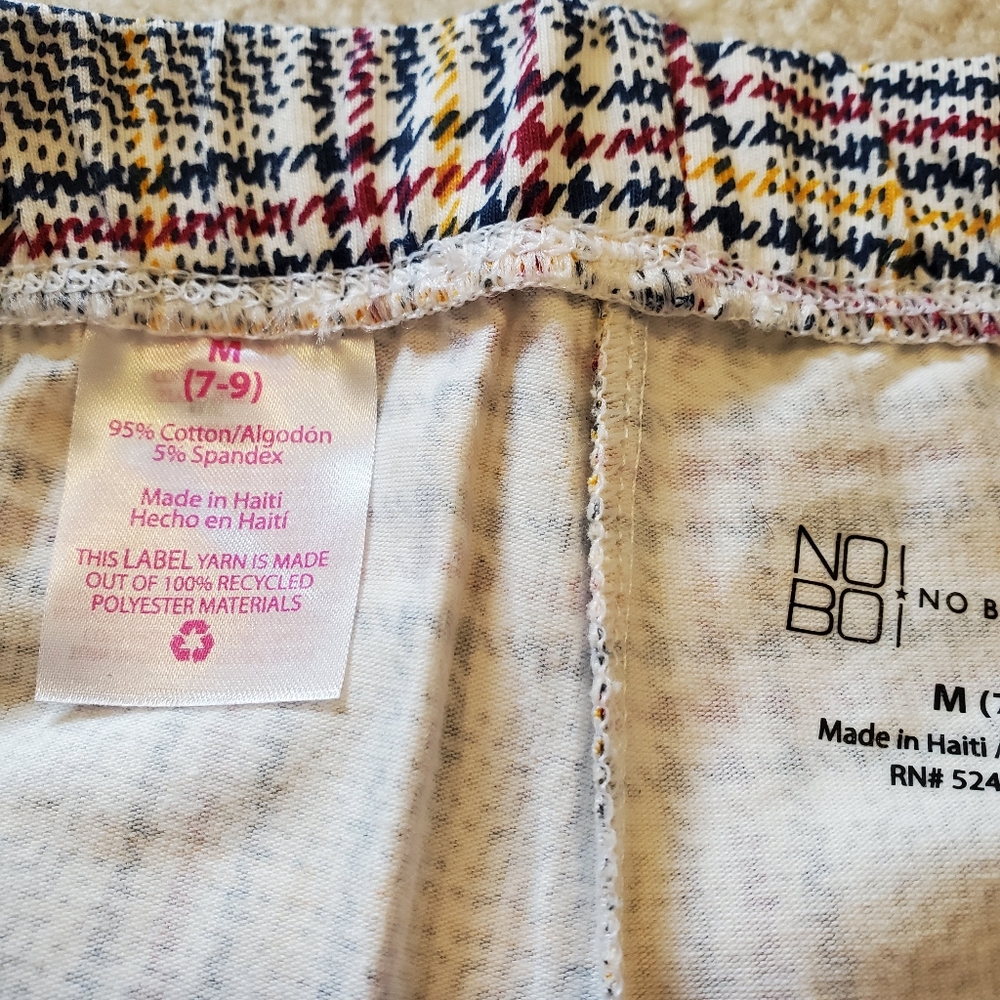 M
(7-9)
95% Cotton/Algodón
5% Spandex
Made in Haiti
Hecho en Haití
THIS LABEL YARN IS MADE
OUT OF 100% RECYCLED
POLYESTER MATERIALS
NO
BO
NO B
M (7
Made in Haiti /
RN# 524